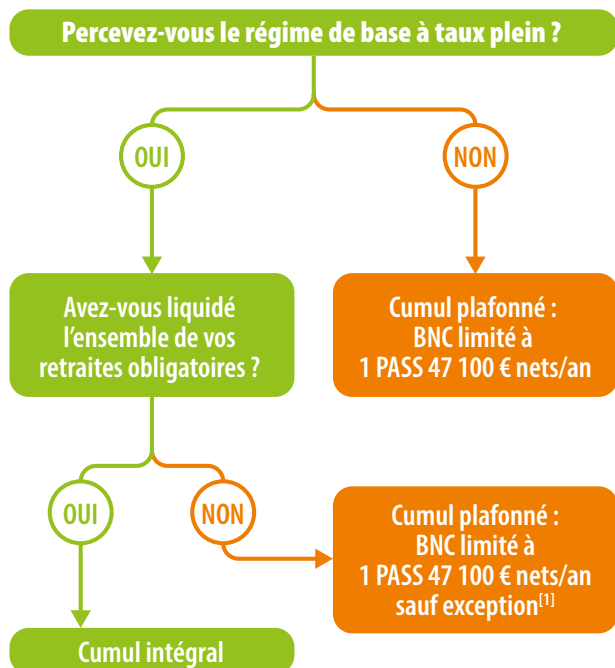 Percevez-vous le régime de base à taux plein ?
OUI
NON
Avez-vous liquidé
l’ensemble de vos
retraites obligatoires ?
Cumul plafonné :
BNC limité à
1 PASS 47 100 € nets/an
OUI
NON
Cumul plafonné :
BNC limité à
1 PASS 47 100 € nets/an
sauf exception[1]
Cumul intégral